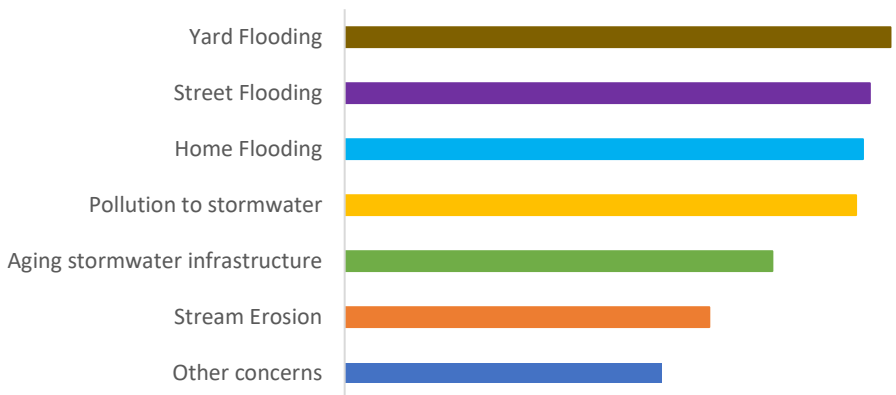 Yard Flooding
Street Flooding
Home Flooding
Pollution to stormwater
Aging stormwater infrastructure
Stream Erosion
Other concerns